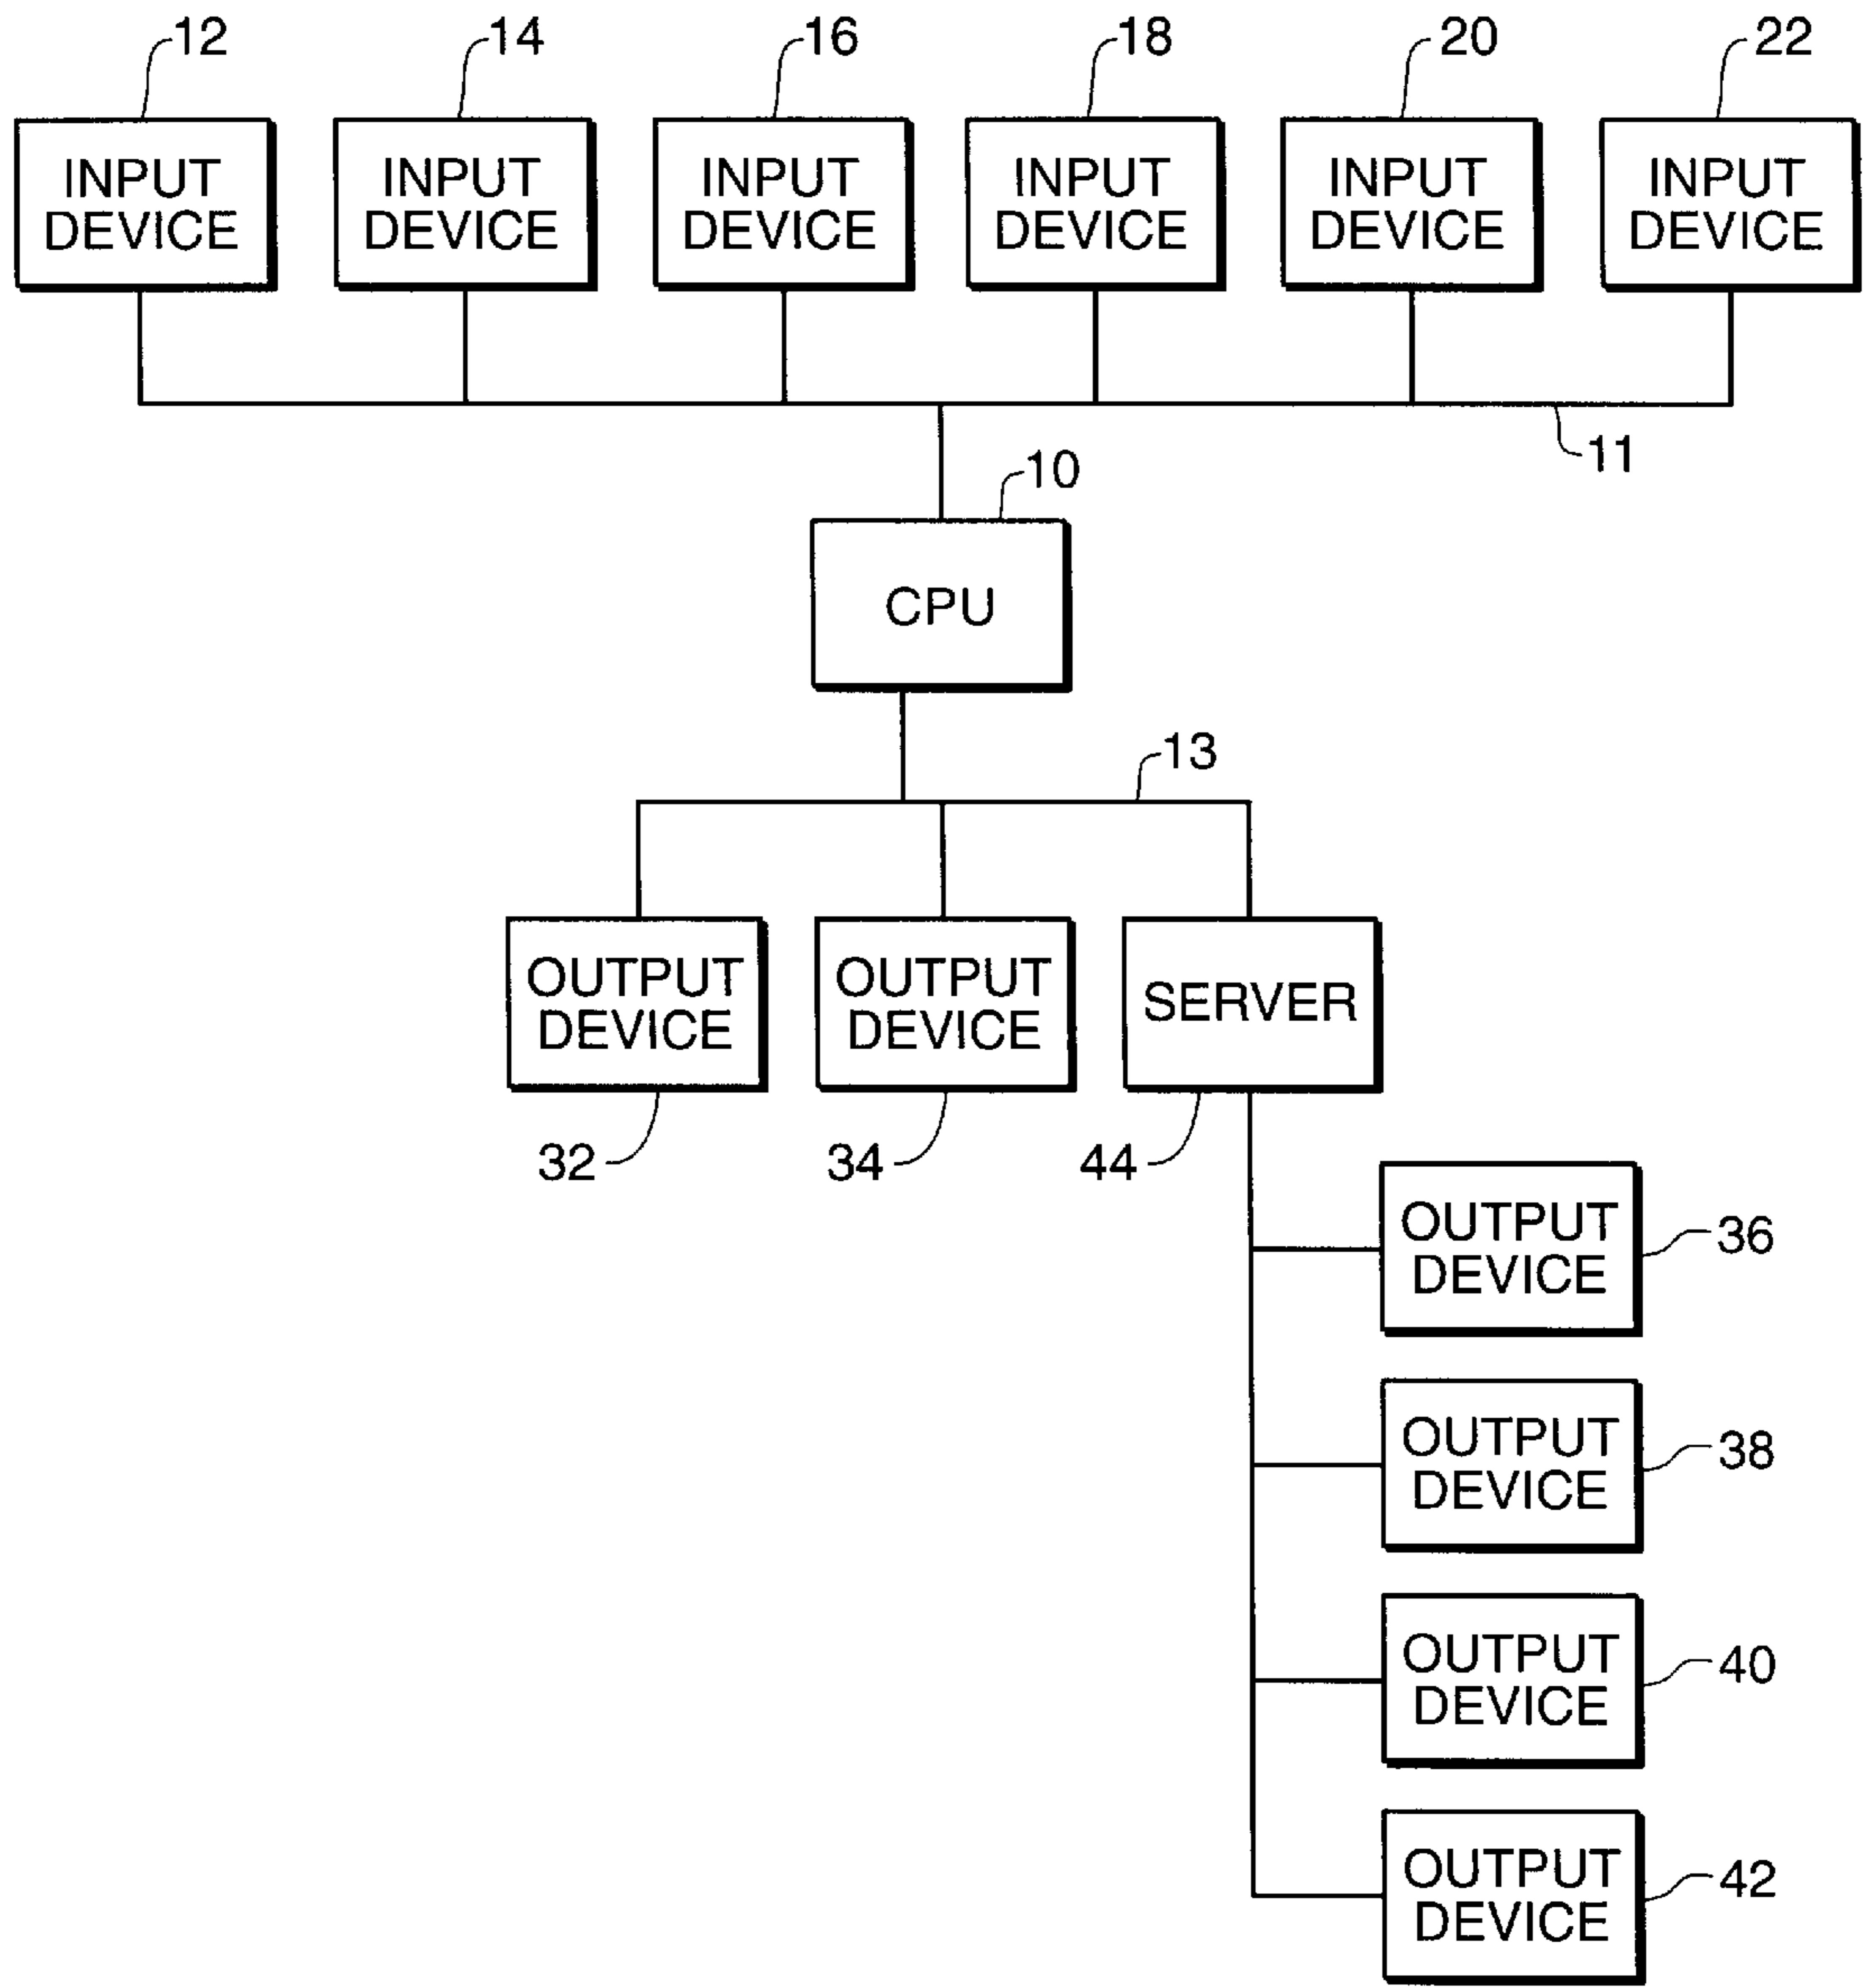 12 14 16 18 20 22
INPUT DEVICE
INPUT DEVICE
INPUT DEVICE
INPUT DEVICE
INPUT DEVICE
INPUT DEVICE
11
10
CPU
13
OUTPUT
DEVICE
OUTPUT
DEVICE
SERVER
32 34 44
OUTPUT
DEVICE
36
OUTPUT
DEVICE
38
OUTPUT
DEVICE
40
OUTPUT
DEVICE
42